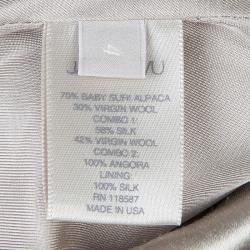 4
70% BABY SURI ALPACA
30% VIRGIN WOOL
COMBO 1:
58% SILK
42% VIRGIN WOOL
COMBO 2:
100% ANGORA
LINING:
100% SILK
RN 118587
MADE IN USA